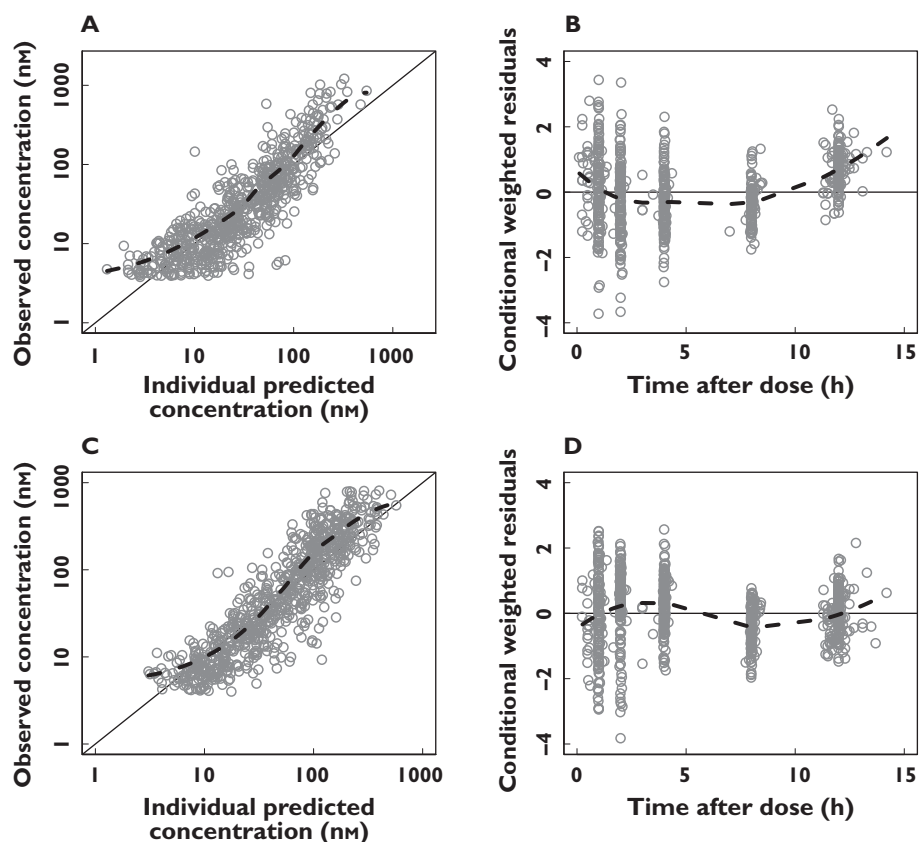 A
Observed concentration (nM)
1000
100
10
1
1 10 100 1000
Individual predicted
concentration (nM)
B
Conditional weighted residuals
4
2
0
−2
−4
0 5 10 15
Time after dose (h)
C
Observed concentration (nM)
1000
100
10
1
1 10 100 1000
Individual predicted
concentration (nM)
D
Conditional weighted residuals
4
2
0
−2
−4
0 5 10 15
Time after dose (h)